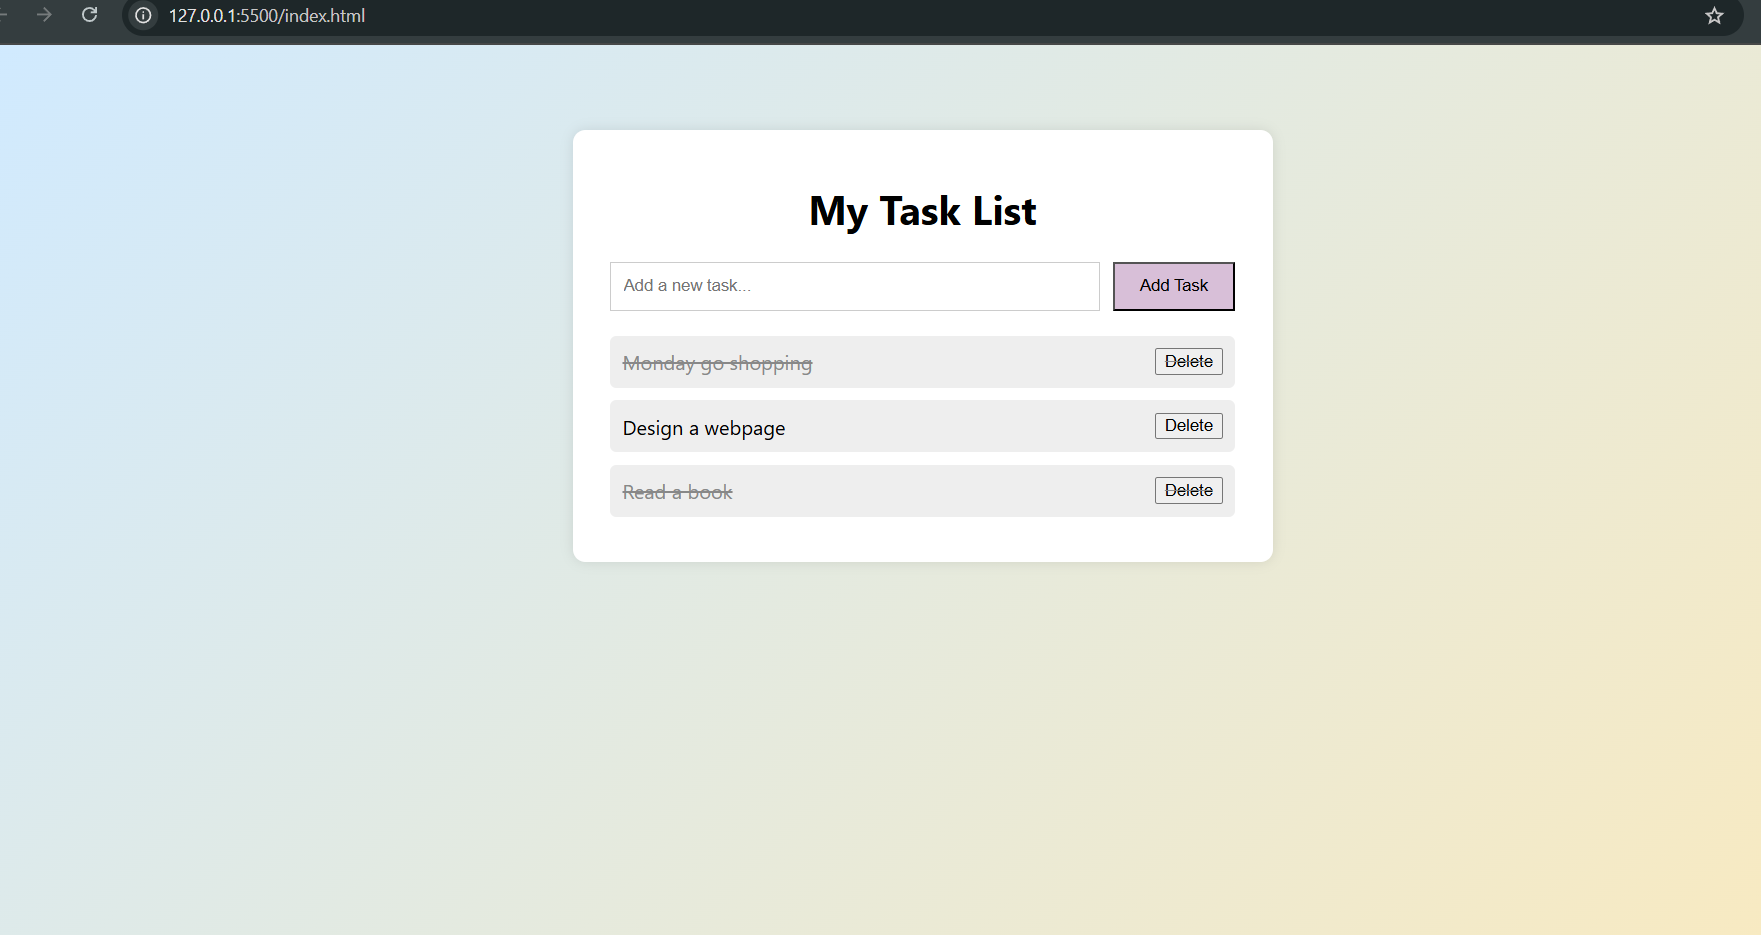 127.0.0.1:5500/index.html
My Task List
Add a new task...
Add Task
Monday go shopping
Delete
Design a webpage
Delete
Read a book
Delete